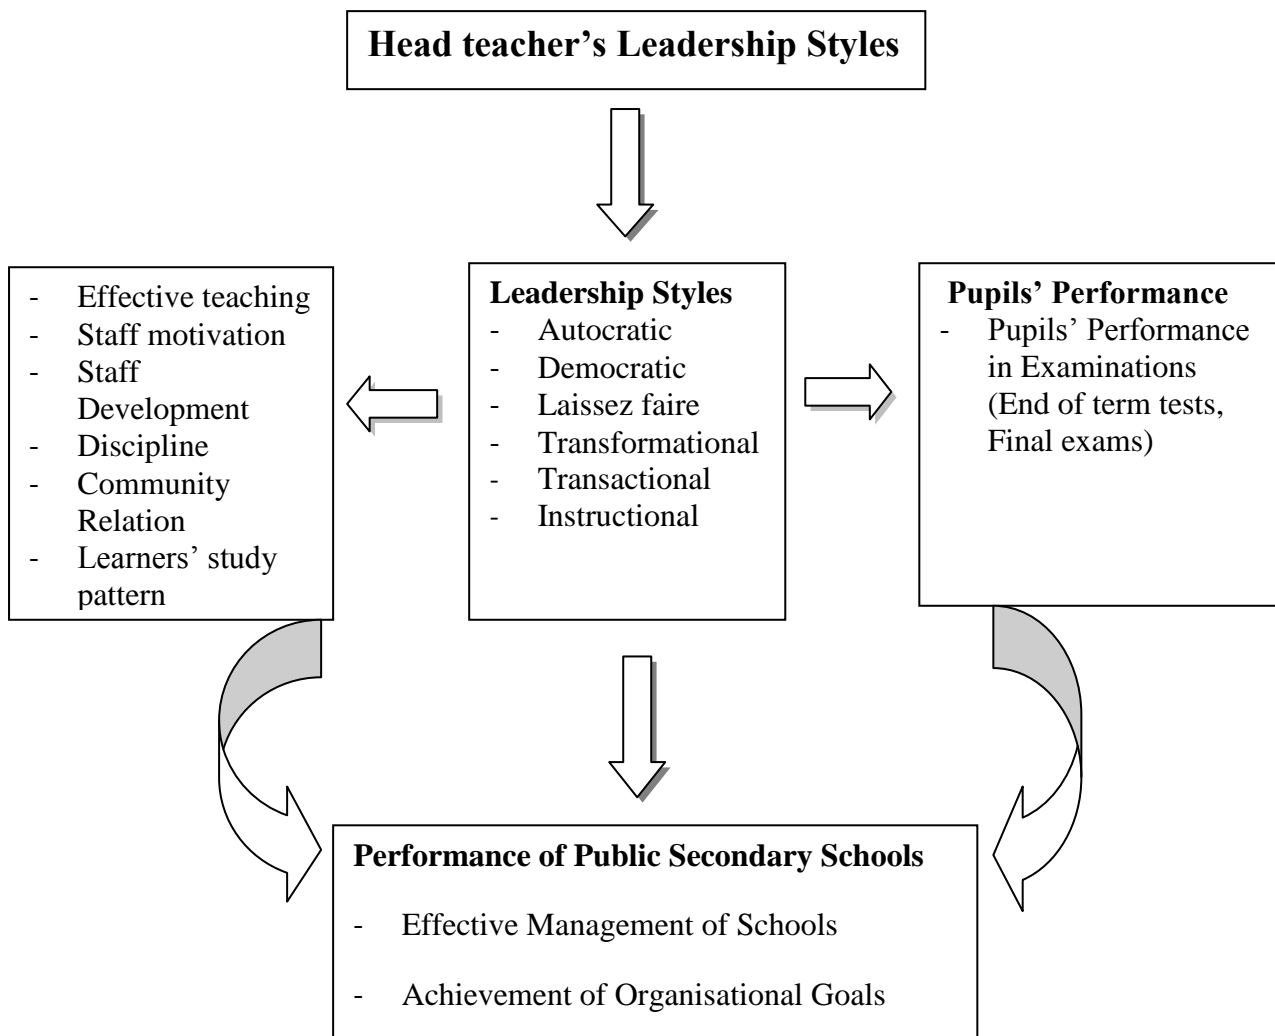 Head teacher’s Leadership Styles
- Effective teaching
- Staff motivation
- Staff
Development
- Discipline
- Community
Relation
- Learners’ study
pattern
Leadership Styles
- Autocratic
- Democratic
- Laissez faire
- Transformational
- Transactional
- Instructional
Pupils’ Performance
- Pupils’ Performance
in Examinations
(End of term tests,
Final exams)
Performance of Public Secondary Schools
- Effective Management of Schools
- Achievement of Organisational Goals